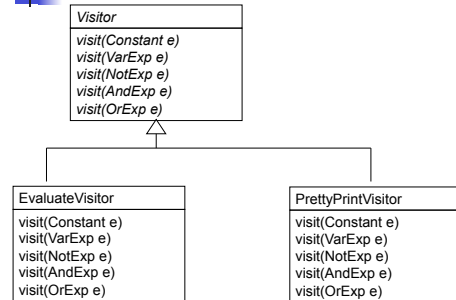 Visitor
visit(Constant e)
visit(VarExp e)
visit(NotExp e)
visit(AndExp e)
visit(OrExp e)
EvaluateVisitor
visit(Constant e)
visit(VarExp e)
visit(NotExp e)
visit(AndExp e)
visit(OrExp e)
PrettyPrintVisitor
visit(Constant e)
visit(VarExp e)
visit(NotExp e)
visit(AndExp e)
visit(OrExp e)